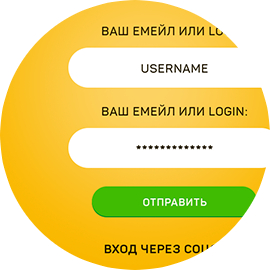 ВАШ ЕМЕЙЛ ИЛИ
USERNAME
ВАШ ЕМЕЙЛ ИЛИ LOGIN:
*************
ОТПРАВИТЬ
ВХОД ЧЕРЕЗ